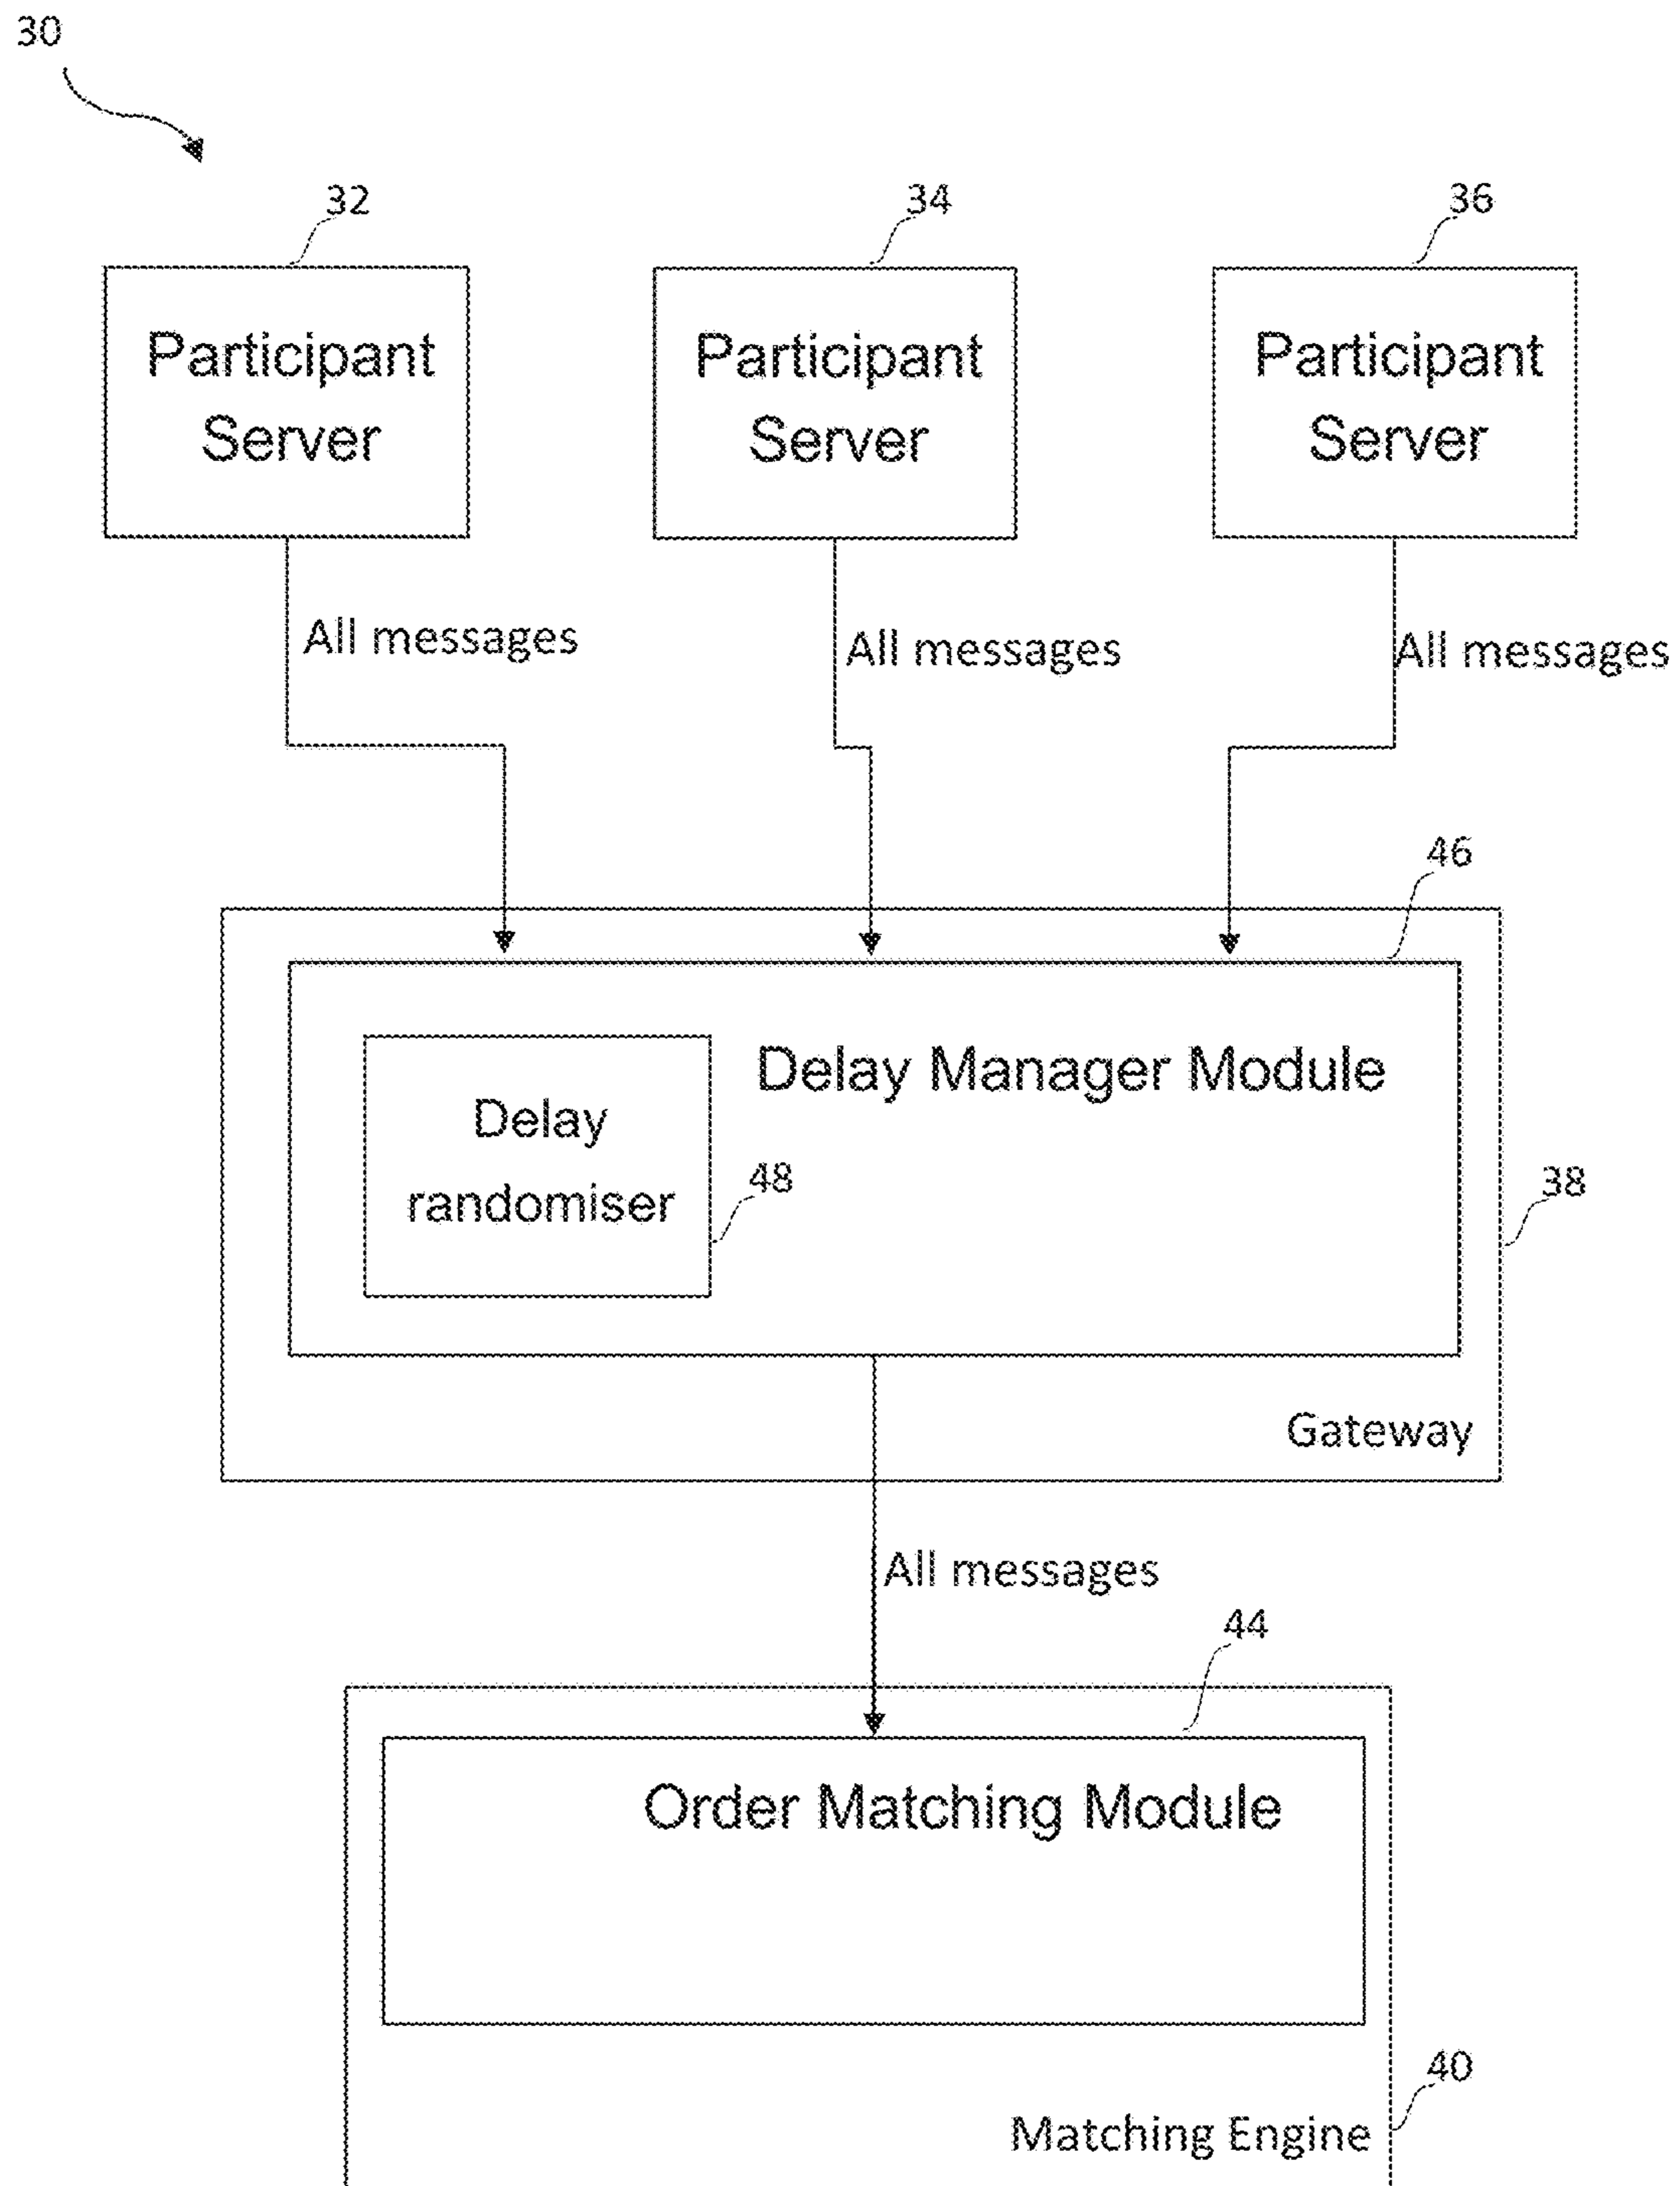 30
32
34
36
Participant
Server
Participant
Server
Participant
Server
All messages
All messages
All messages
46
Delay Manager Module
Delay
randomiser
48
38
Gateway
All messages
44
Order Matching Module
40
Matching Engine